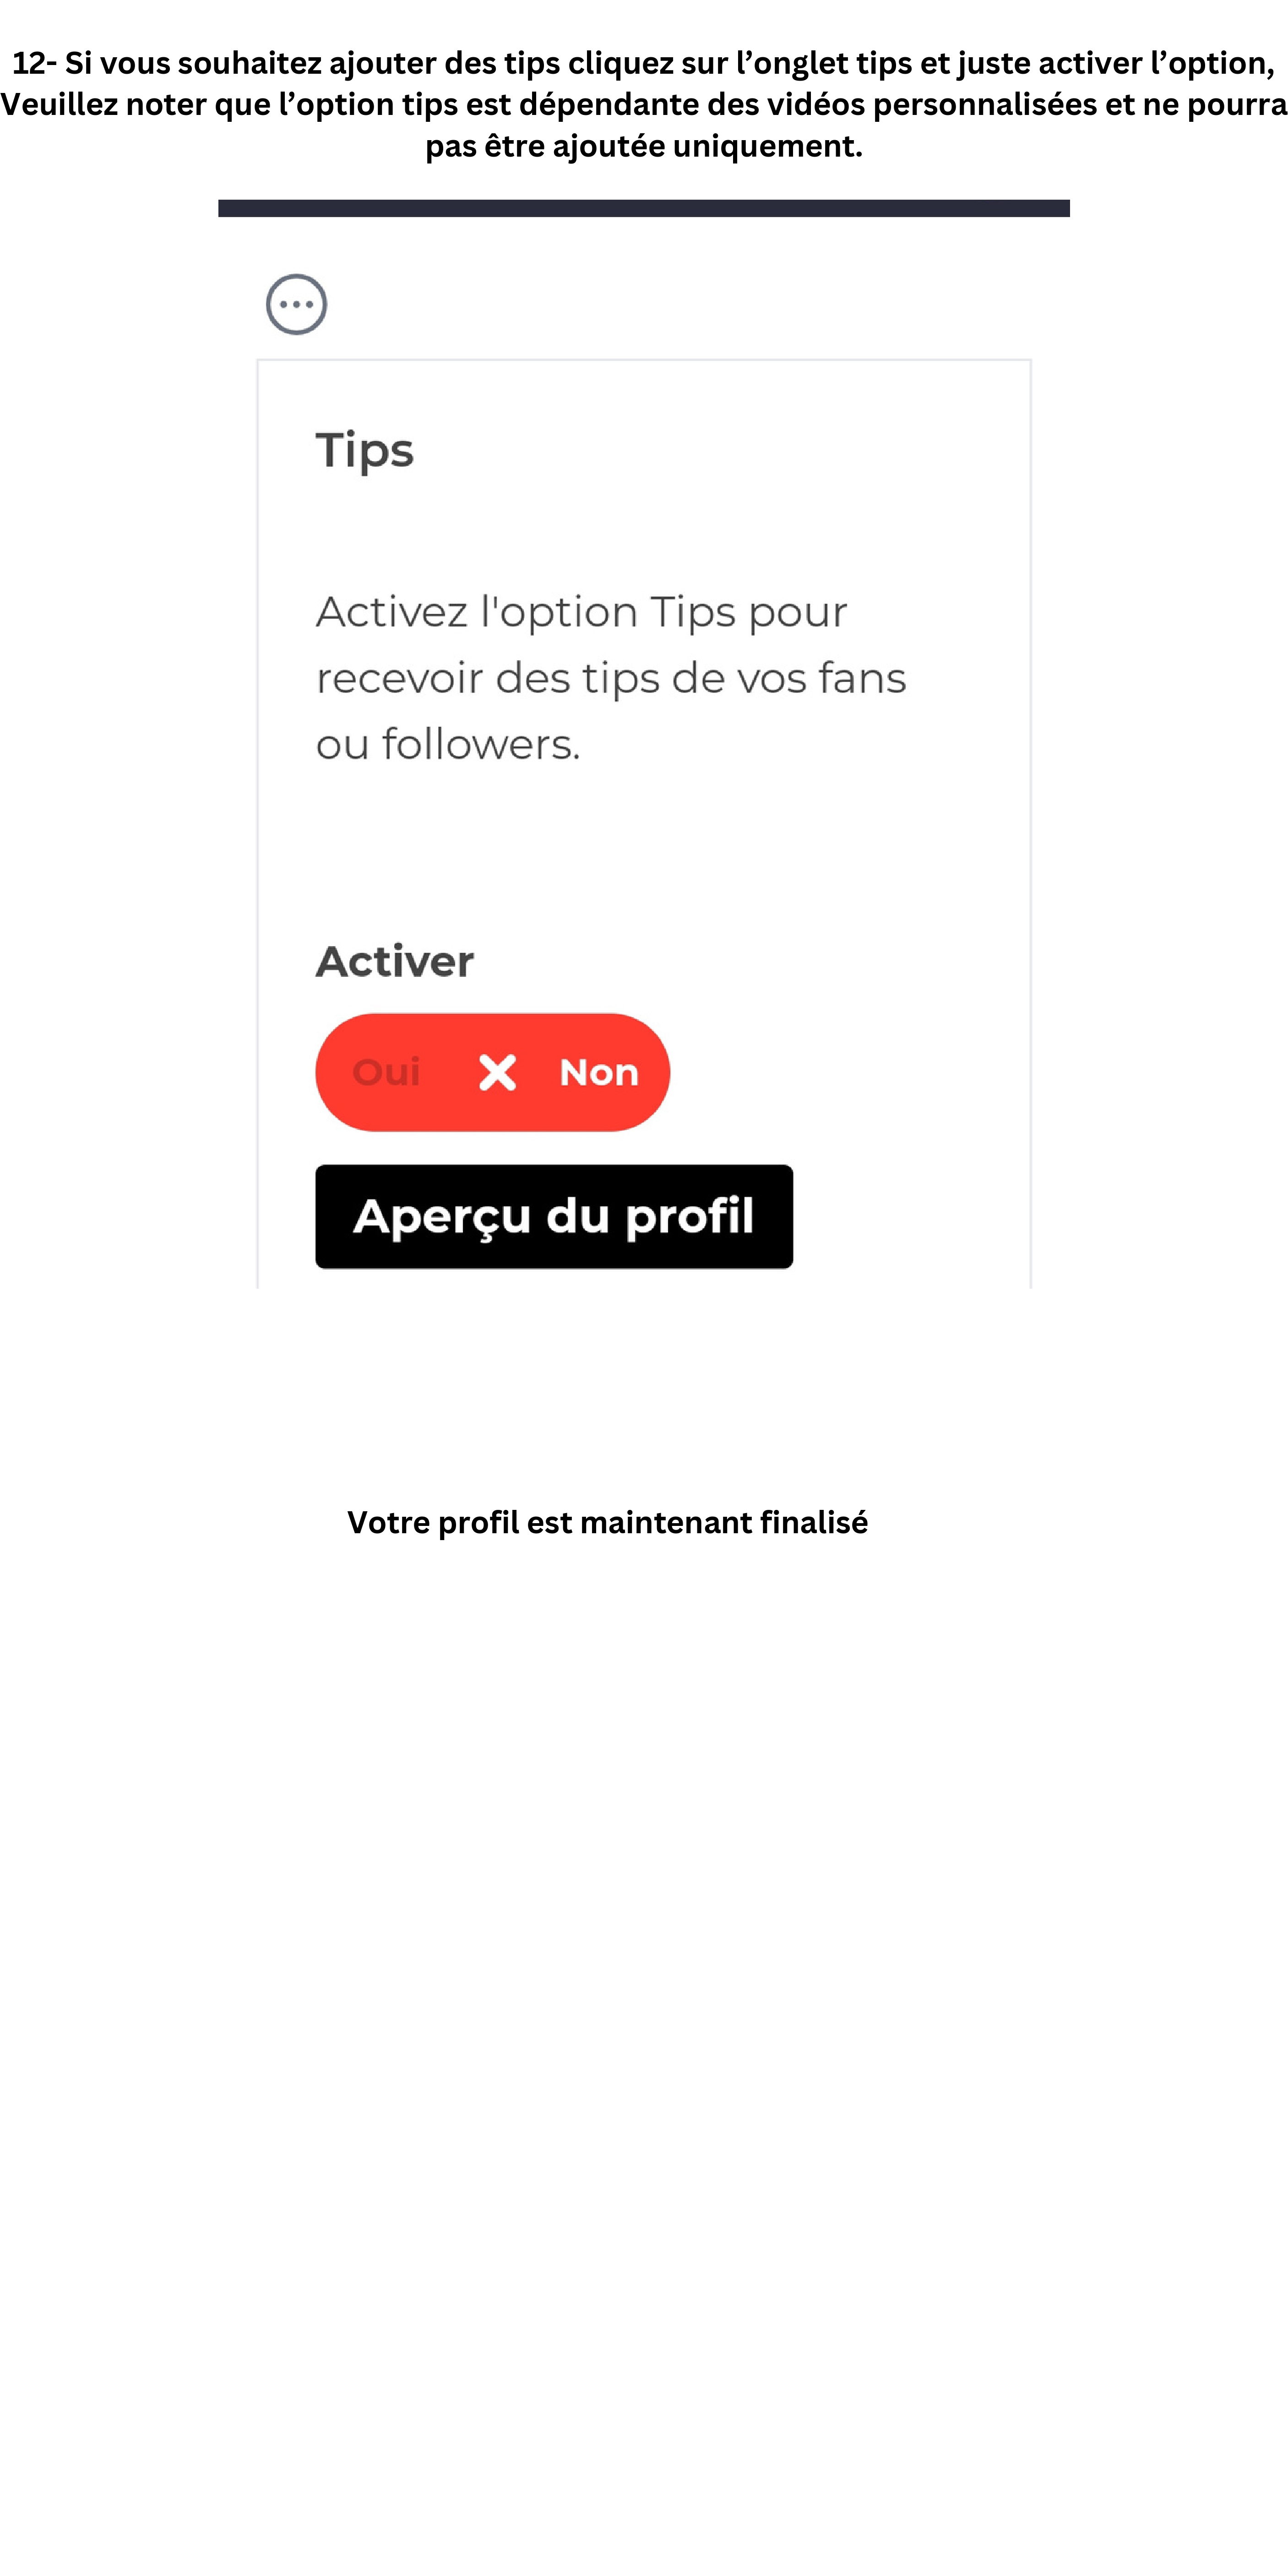 12- Si vous souhaitez ajouter des tips cliquez sur l’onglet tips et juste activer l’option,
Veuillez noter que l’option tips est dépendante des vidéos personnalisées et ne pourra
pas être ajoutée uniquement.
Tips
Activez l'option Tips pour
recevoir des tips de vos fans
ou followers.
Activer
Oui Non
Aperçu du profil
Votre profil est maintenant finalisé